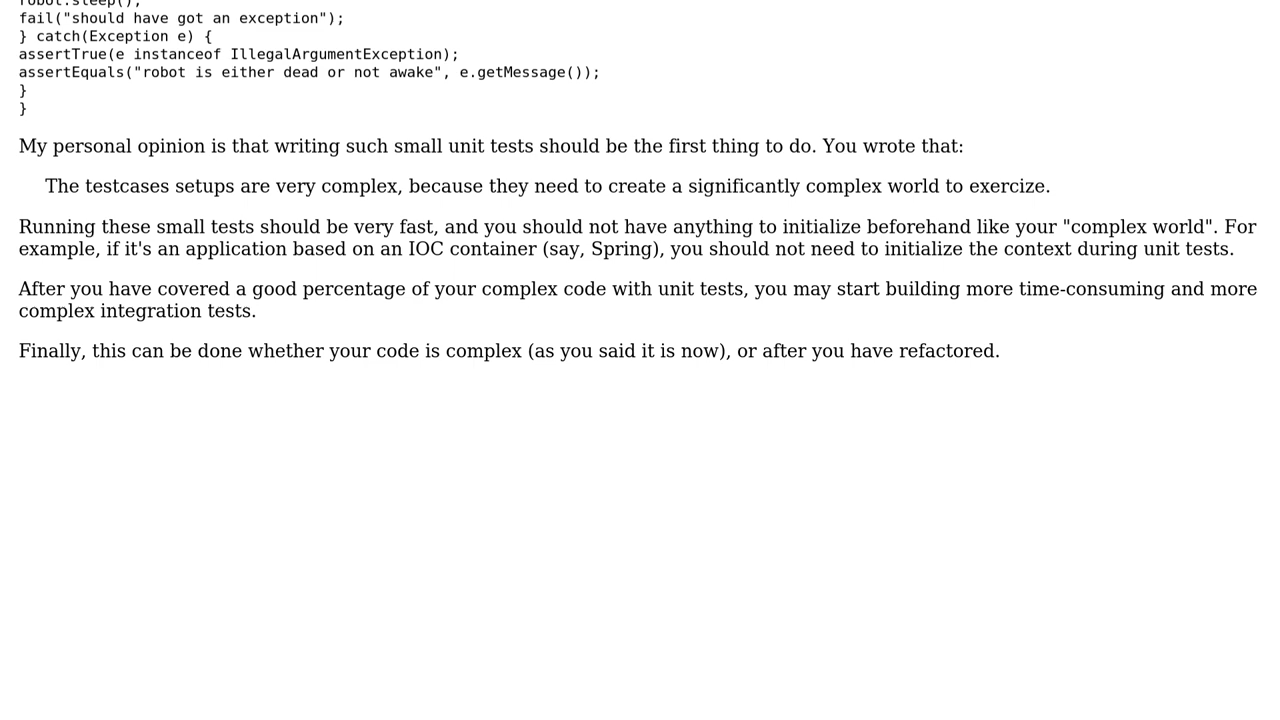 robot.sleep();
fail("should have got an exception");
} catch(Exception e) {
assertTrue(e instanceof IllegalArgumentException);
assertEquals("robot is either dead or not awake", e.getMessage());
}
}
My personal opinion is that writing such small unit tests should be the first thing to do. You wrote that:
The testcases setups are very complex, because they need to create a significantly complex world to exercize.
Running these small tests should be very fast, and you should not have anything to initialize beforehand like your "complex world". For
example, if it's an application based on an IOC container (say, Spring), you should not need to initialize the context during unit tests.
After you have covered a good percentage of your complex code with unit tests, you may start building more time-consuming and more
complex integration tests.
Finally, this can be done whether your code is complex (as you said it is now), or after you have refactored.